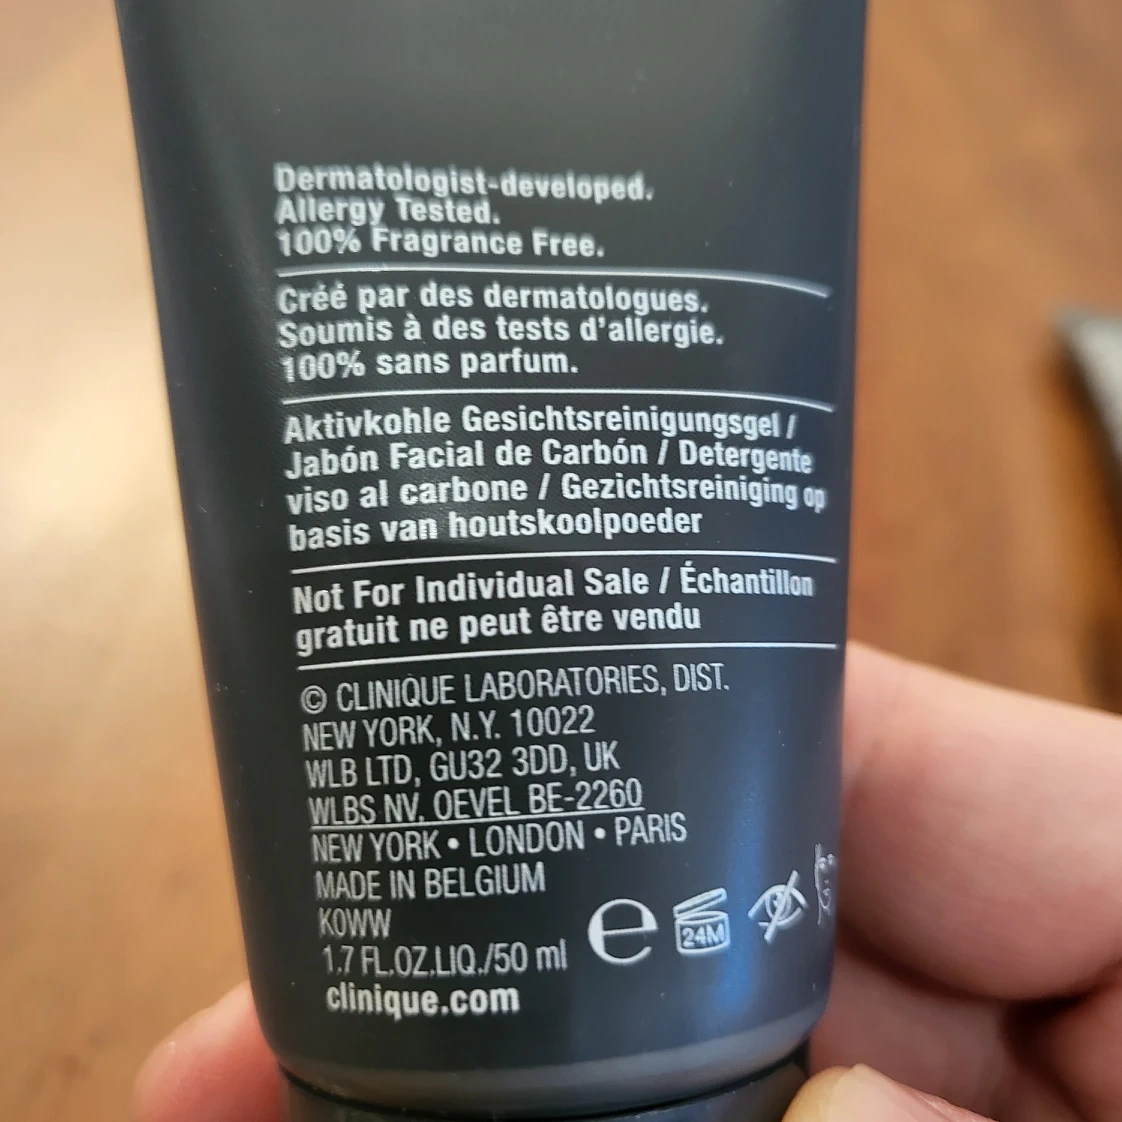 Dermatologist-developed.
Allergy Tested.
100% Fragrance Free.
Créé par des dermatologues.
Soumis à des tests d'allergie.
100% sans parfum.
Aktivkohle Gesichtsreinigungsgel /
Jabón Facial de Carbón / Detergente
viso al carbone / Gezichtsreiniging op
basis van houtskoolpoeder
Not For Individual Sale / Échantillon
gratuit ne peut être vendu
© CLINIQUE LABORATORIES, DIST.
NEW YORK, N.Y. 10022
WLB LTD, GU32 3DD, UK
WLBS NV. OEVEL BE-2260
NEW YORK • LONDON • PARIS
MADE IN BELGIUM
KOWW
1.7 FL.OZ.LIQ./50 ml e 24M
clinique.com